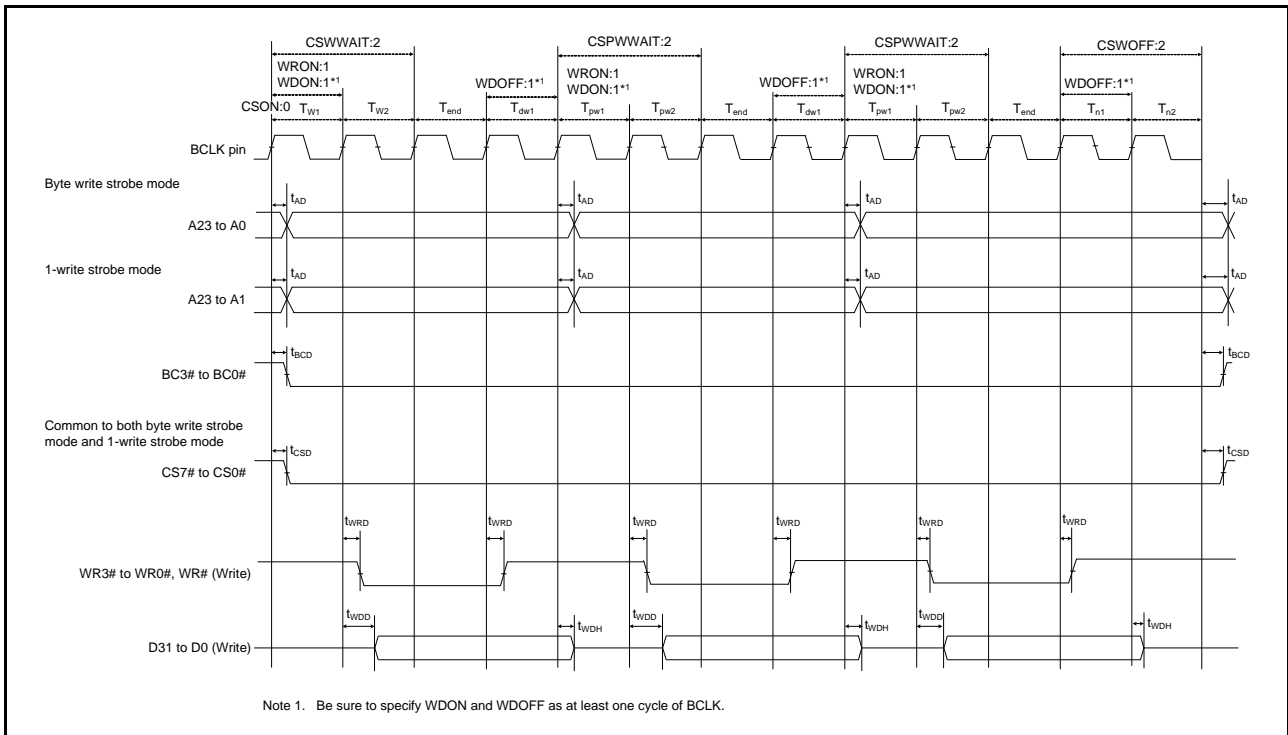 CSWWAIT:2 CSPWWAIT:2 CSPWWAIT:2 CSWOFF:2
WRON:1 WRON:1 WRON:1
WDON:1*1 WDOFF:1*1 WDON:1*1 WDOFF:1*1 WDON:1*1 WDOFF:1*1
CSON:0 TW1 TW2 Tend Tdw1 Tpw1 Tpw2 Tend Tdw1 Tpw1 Tpw2 Tend Tn1 Tn2
BCLK pin
Byte write strobe mode
tAD tAD tAD tAD
A23 to A0
1-write strobe mode
tAD tAD tAD tAD
A23 to A1
tBCD tBCD
BC3# to BC0#
Common to both byte write strobe
mode and 1-write strobe mode
tCSD tCSD
CS7# to CS0#
tWRD tWRD tWRD tWRD tWRD tWRD
WR3# to WR0#, WR# (Write)
tWDD tWDH tWDD tWDH tWDD tWDH
D31 to D0 (Write)
Note 1. Be sure to specify WDON and WDOFF as at least one cycle of BCLK.